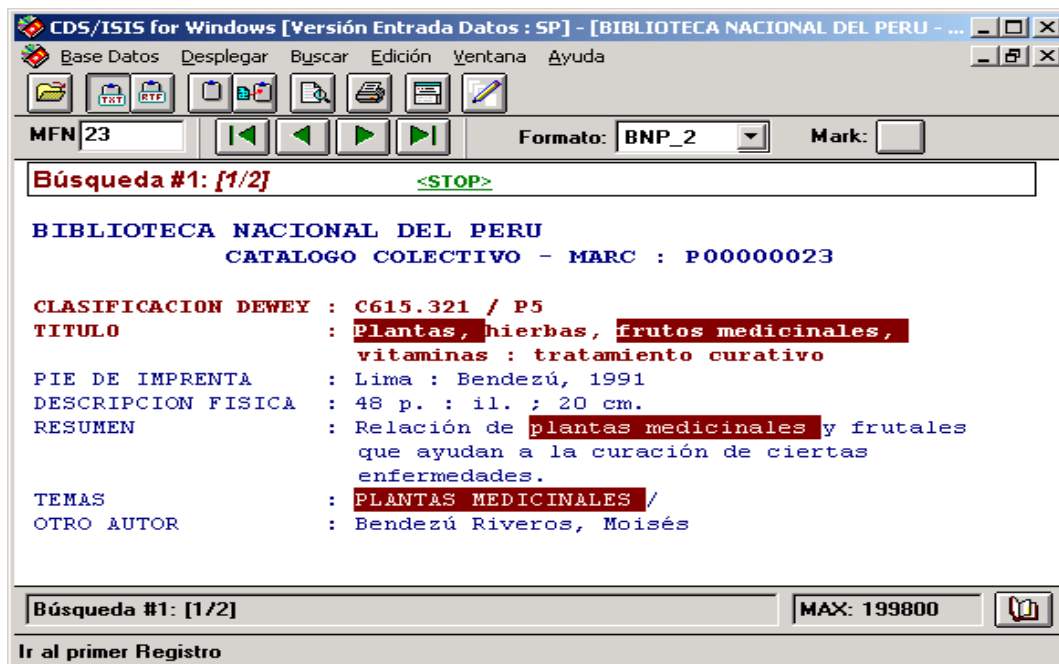 CDS/ISIS for Windows [Versión Entrada Datos : SP] - [BIBLIOTECA NACIONAL DEL PERU - ...
Base Datos Desplegar Buscar Edición Ventana Ayuda
TXT RTF
MFN 23 Formato: BNP_2 Mark:
Búsqueda #1: [1/2] <STOP>
BIBLIOTECA NACIONAL DEL PERU
CATALOGO COLECTIVO - MARC : P00000023
CLASIFICACION DEWEY : C615.321 / P5
TITULO : Plantas, hierbas, frutos medicinales,
vitaminas : tratamiento curativo
PIE DE IMPRENTA : Lima : Bendezú, 1991
DESCRIPCION FISICA : 48 p. : il. ; 20 cm.
RESUMEN : Relación de plantas medicinales y frutales
que ayudan a la curación de ciertas
enfermedades.
TEMAS : PLANTAS MEDICINALES /
OTRO AUTOR : Bendezú Riveros, Moisés
Búsqueda #1: [1/2] MAX: 199800
Ir al primer Registro